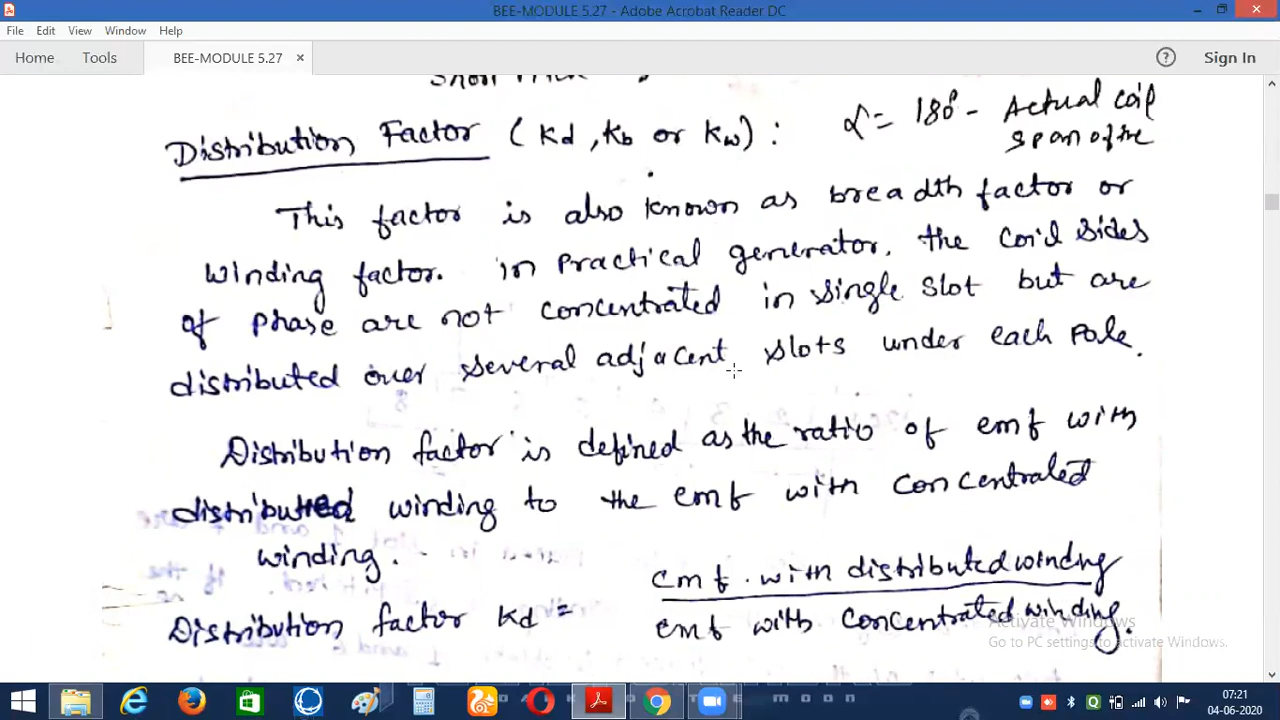 BEE-MODULE 5.27 - Adobe Acrobat Reader DC
File Edit View Window Help
Home Tools BEE-MODULE 5.27 × ? Sign In
α = 180° - Actual coil
span of the
Distribution Factor (Kd, Kb or Kw) :
This factor is also known as breadth factor or
winding factor. in practical generator, the coil sides
of phase are not concentrated in single slot but are
distributed over several adjacent slots under each pole.
Distribution factor is defined as the ratio of emf with
distributed winding to the emf with concentrated
winding.
emf with distributed winding
Distribution factor Kd =
emf with concentrated winding.
Activate Windows
Go to PC settings to activate Windows.
07:21
04-06-2020